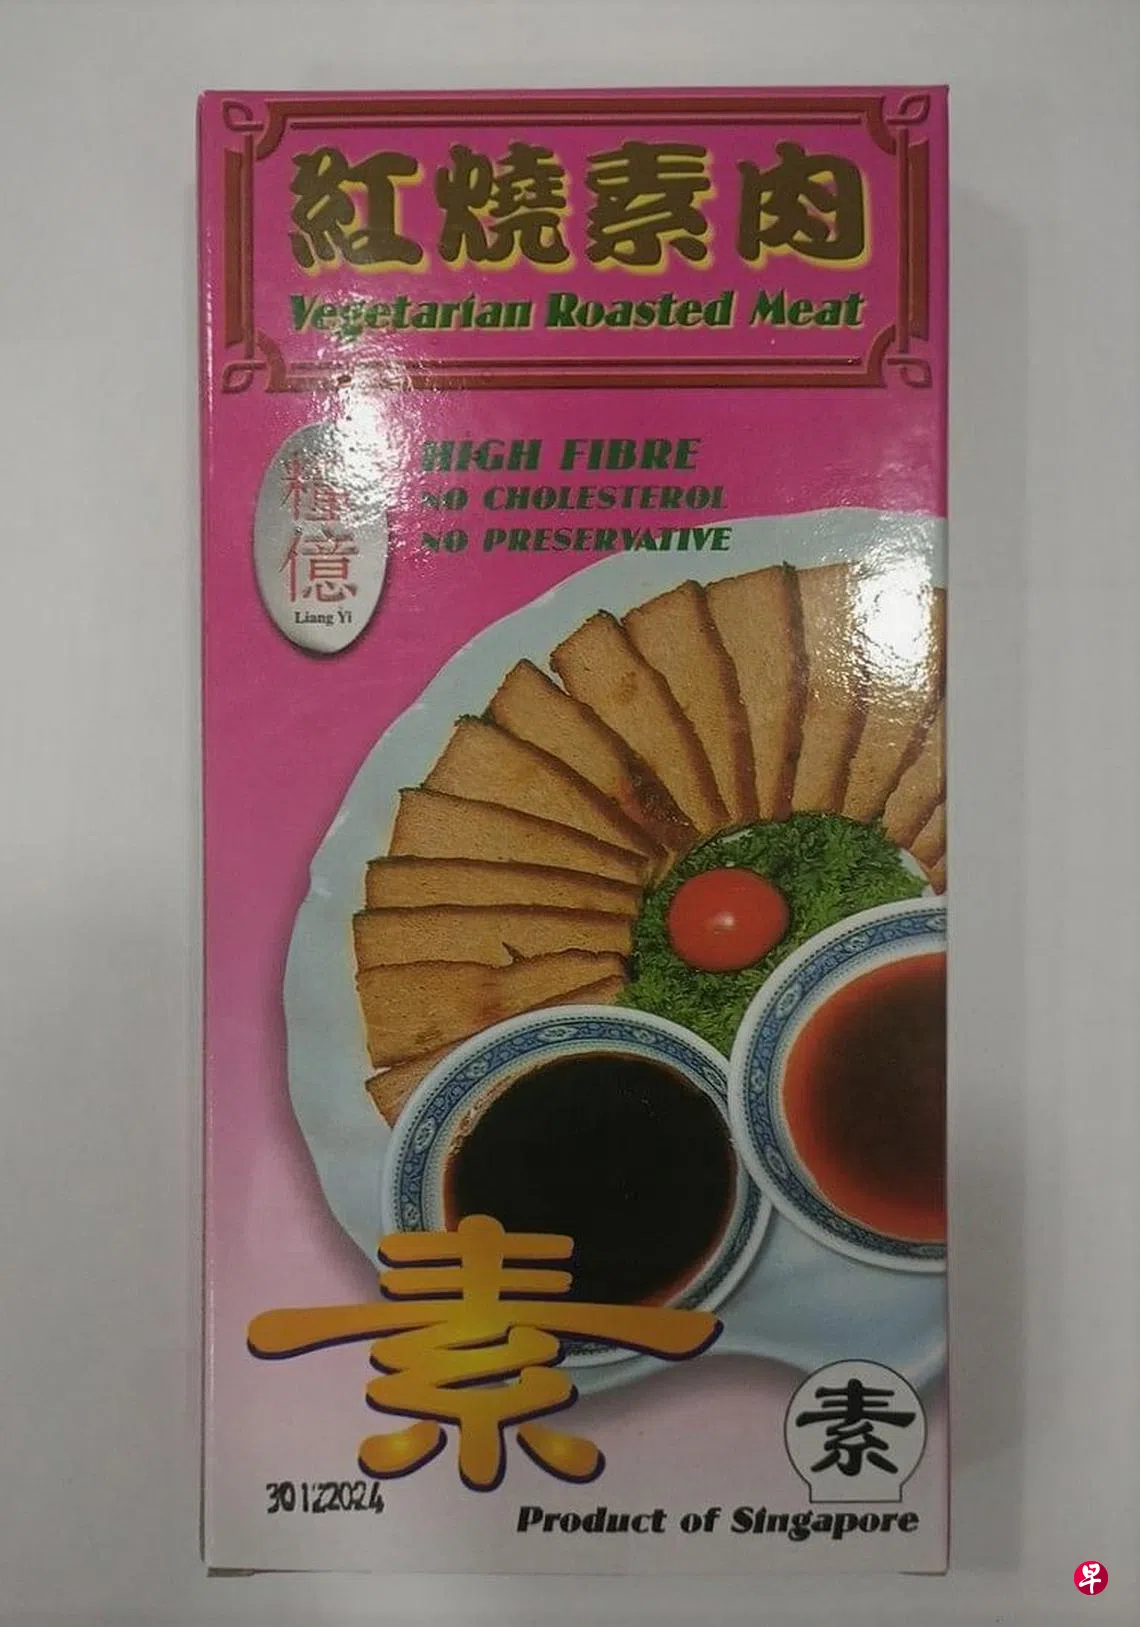 紅燒素肉
Vegetarian Roasted Meat
HIGH FIBRE
NO CHOLESTEROL
NO PRESERVATIVE
糧
億
Liang Yi
素
素
30122024
Product of Singapore
早